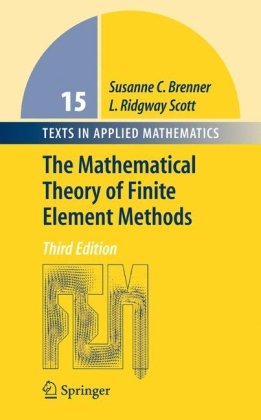 Susanne C. Brenner
L. Ridgway Scott
15
TEXTS IN APPLIED MATHEMATICS
The Mathematical
Theory of Finite
Element Methods
Third Edition
FEM
Springer